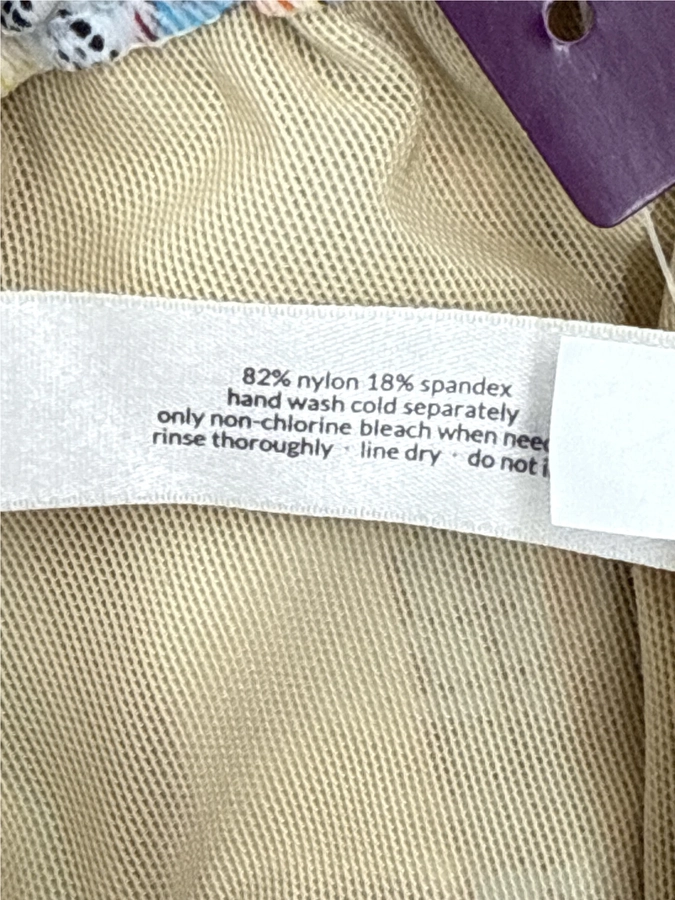 82% nylon 18% spandex
hand wash cold separately
only non-chlorine bleach when
rinse thoroughly · line dry · do not